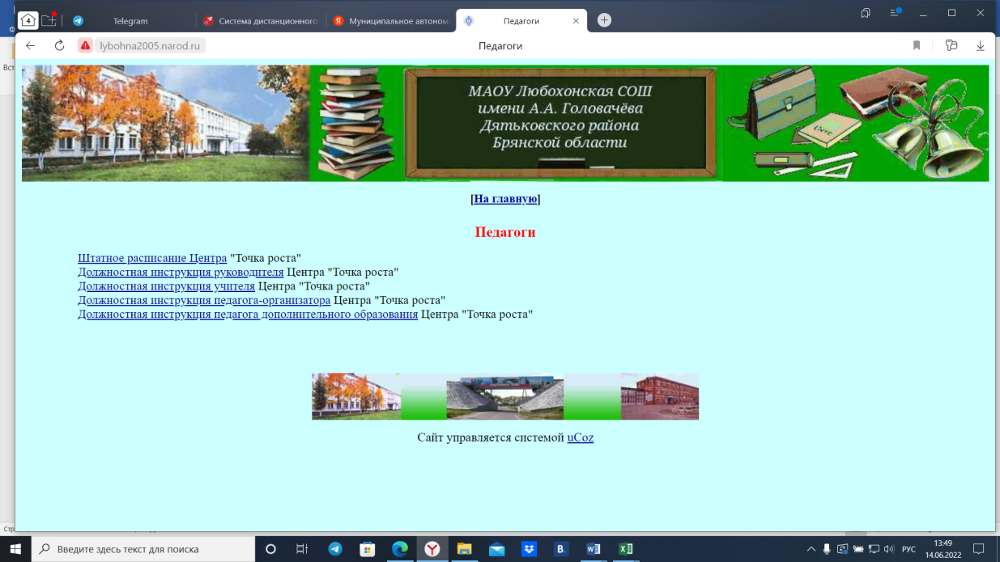 4
Telegram
Система дистанционного
Муниципальное автоном
Педагоги
lybohna2005.narod.ru
Педагоги
Вст
МАОУ Любохонская СОШ
имени А.А. Головачёва
Дятьковского района
Брянской области
Livre
[На главную]
Педагоги
Штатное расписание Центра "Точка роста"
Должностная инструкция руководителя Центра "Точка роста"
Должностная инструкция учителя Центра "Точка роста"
Должностная инструкция педагога-организатора Центра "Точка роста"
Должностная инструкция педагога дополнительного образования Центра "Точка роста"
Сайт управляется системой uCoz
Стр
Введите здесь текст для поиска
B.
РУС
13:49
14.06.2022